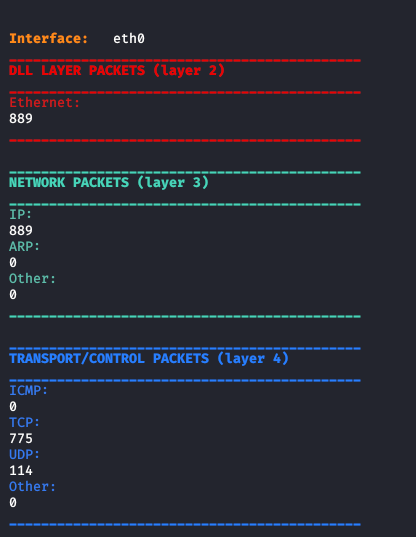 Interface: eth0
DLL LAYER PACKETS (layer 2)
Ethernet:
889
NETWORK PACKETS (layer 3)
IP:
889
ARP:
0
Other:
0
TRANSPORT/CONTROL PACKETS (layer 4)
ICMP:
0
TCP:
775
UDP:
114
Other:
0